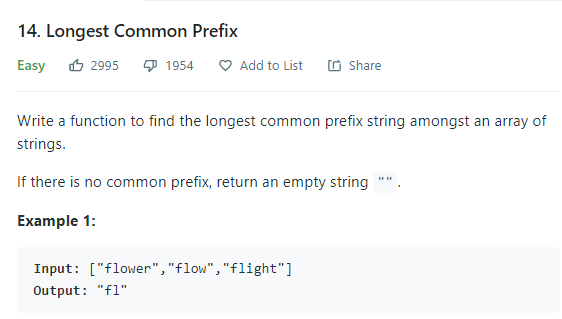 14. Longest Common Prefix
Easy 2995 1954 Add to List Share
Write a function to find the longest common prefix string amongst an array of
strings.
If there is no common prefix, return an empty string "".
Example 1:
Input: ["flower","flow","flight"]
Output: "fl"